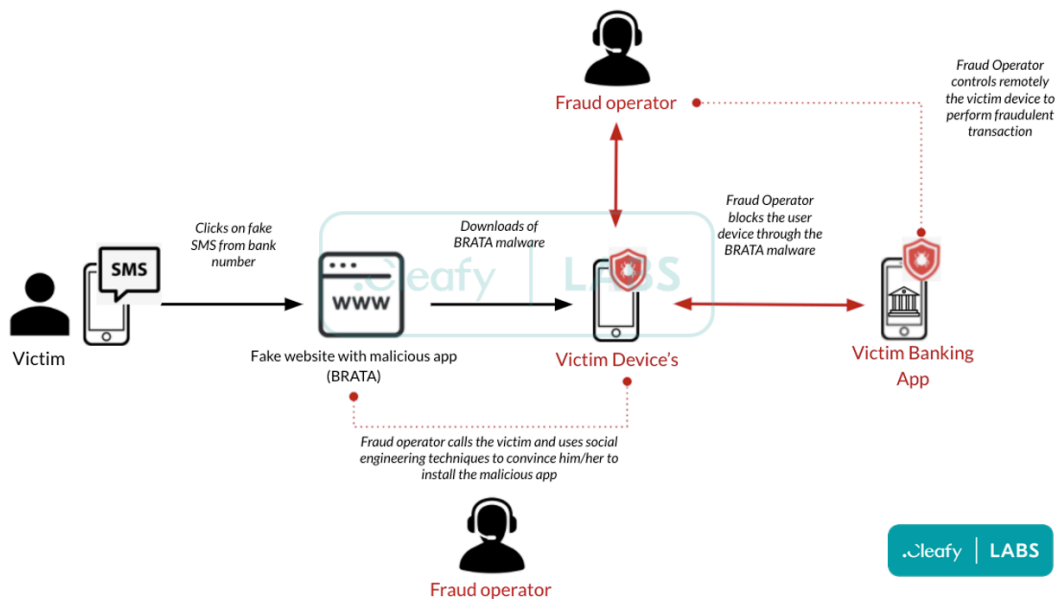 Fraud operator
Fraud Operator
controls remotely
the victim device to
perform fraudulent
transaction
Clicks on fake
SMS from bank
number
Downloads of
BRATA malware
Fraud Operator
blocks the user
device through the
BRATA malware
SMS
www
.Cleafy | LABS
Victim
Fake website with malicious app
(BRATA)
Victim Device's
Victim Banking
App
Fraud operator calls the victim and uses social
engineering techniques to convince him/her to
install the malicious app
Fraud operator
.Cleafy | LABS